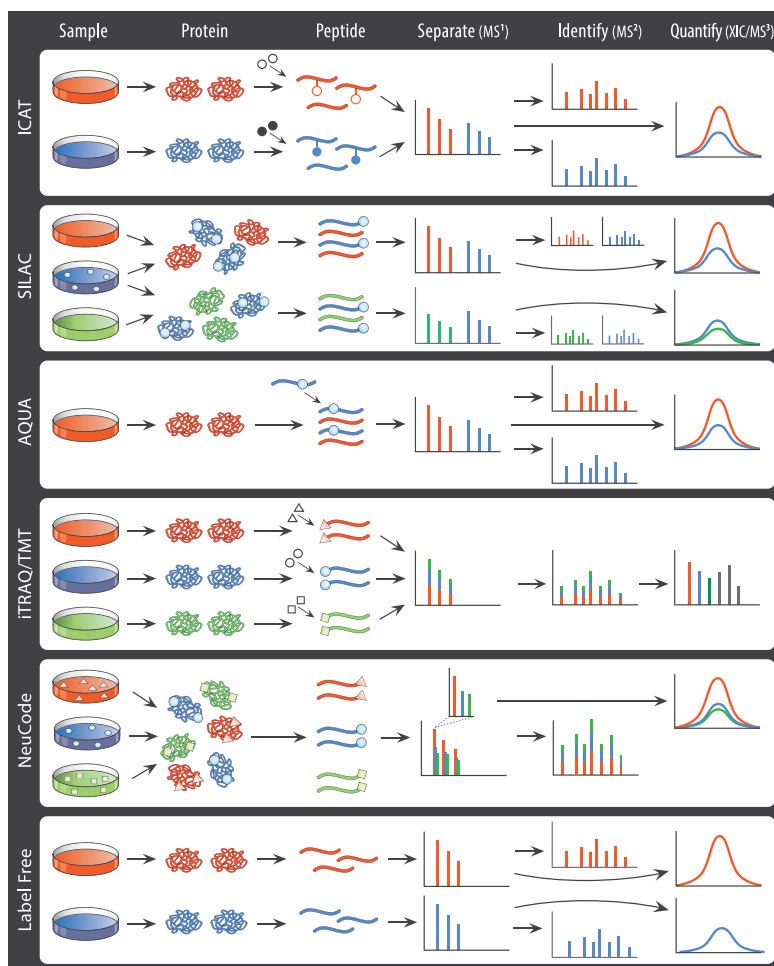 Sample Protein Peptide Separate (MS¹) Identify (MS²) Quantify (XIC/MS³)
ICAT
SILAC
AQUA
iTRAQ/TMT
NeuCode
Label Free